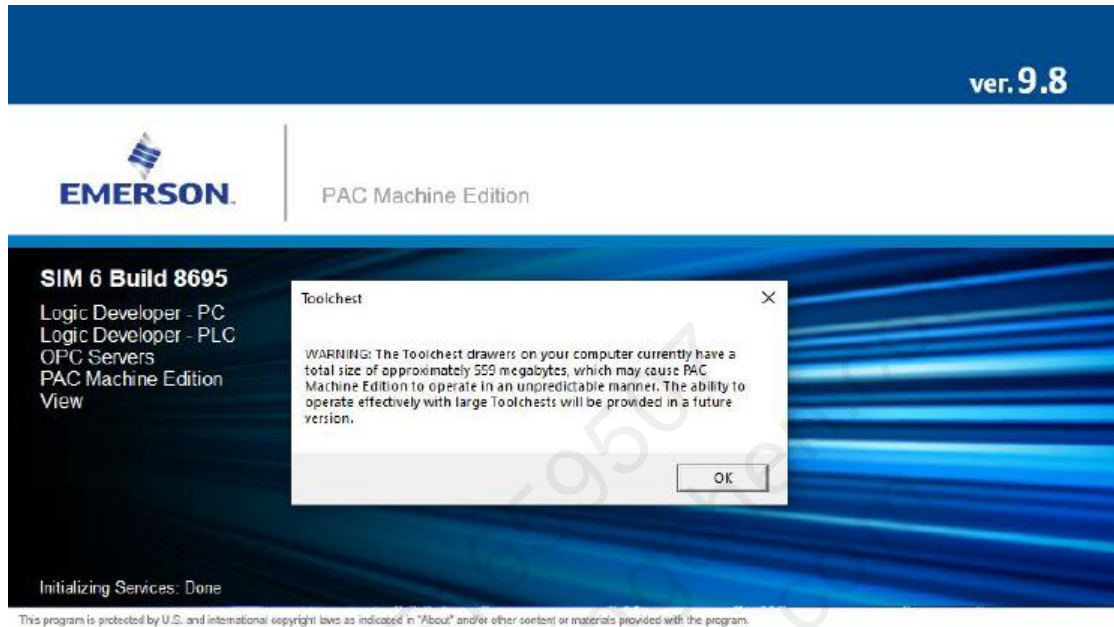 ver. 9.8
EMERSON.
PAC Machine Edition
SIM 6 Build 8695
Logic Developer - PC
Logic Developer - PLC
OPC Servers
PAC Machine Edition
View
Toolchest
WARNING: The Toolchest drawers on your computer currently have a
total size of approximately 559 megabytes, which may cause PAC
Machine Edition to operate in an unpredictable manner. The ability to
operate effectively with large Toolchests will be provided in a future
version.
OK
Initializing Services: Done
This program is protected by U.S. and international copyright laws as indicated in "About" and/or other content or materials provided with the program.